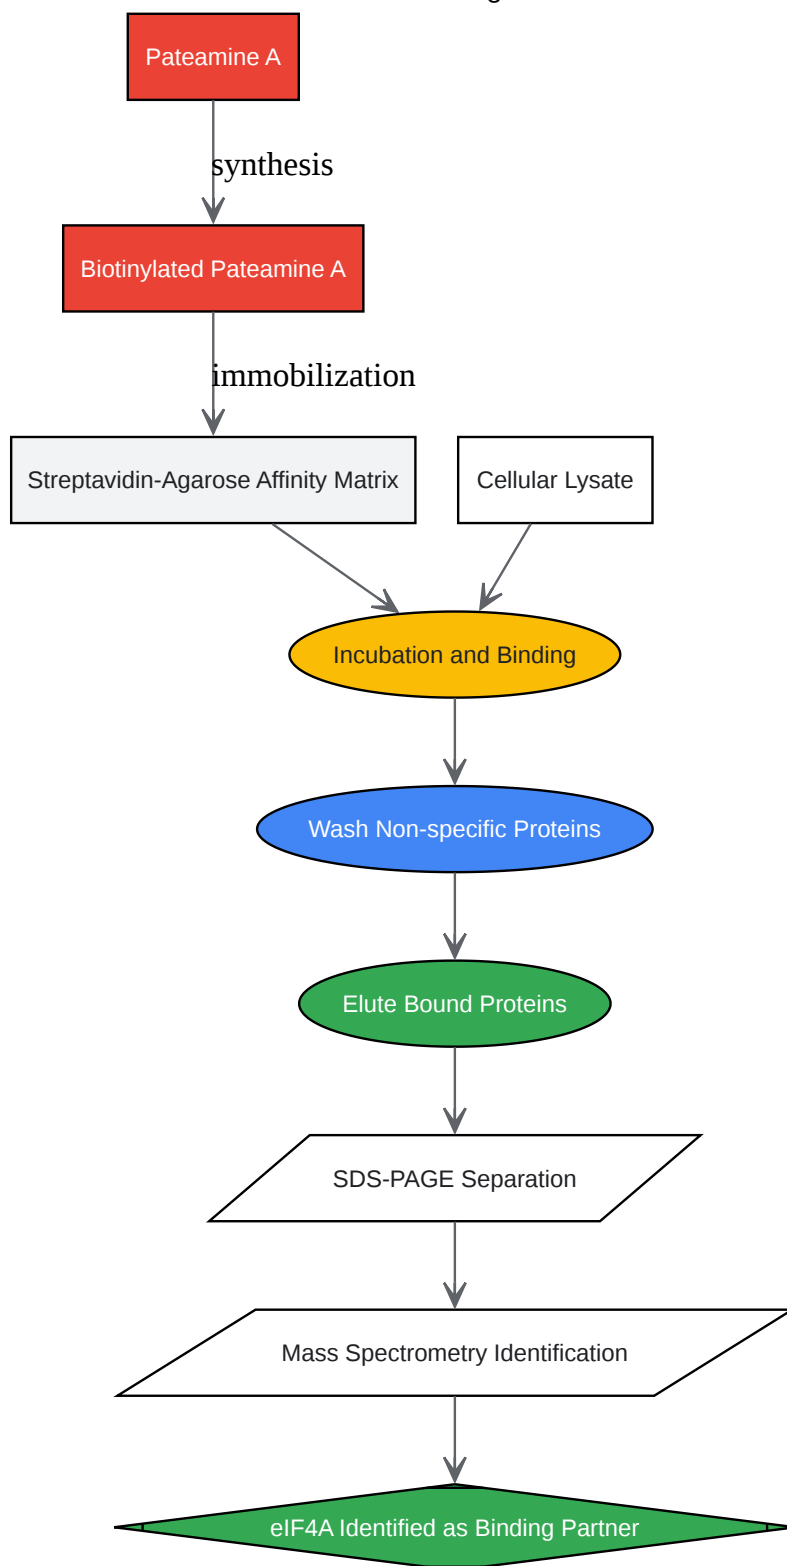 Pateamine A
synthesis
Biotinylated Pateamine A
immobilization
Streptavidin-Agarose Affinity Matrix
Cellular Lysate
Incubation and Binding
Wash Non-specific Proteins
Elute Bound Proteins
SDS-PAGE Separation
Mass Spectrometry Identification
eIF4A Identified as Binding Partner